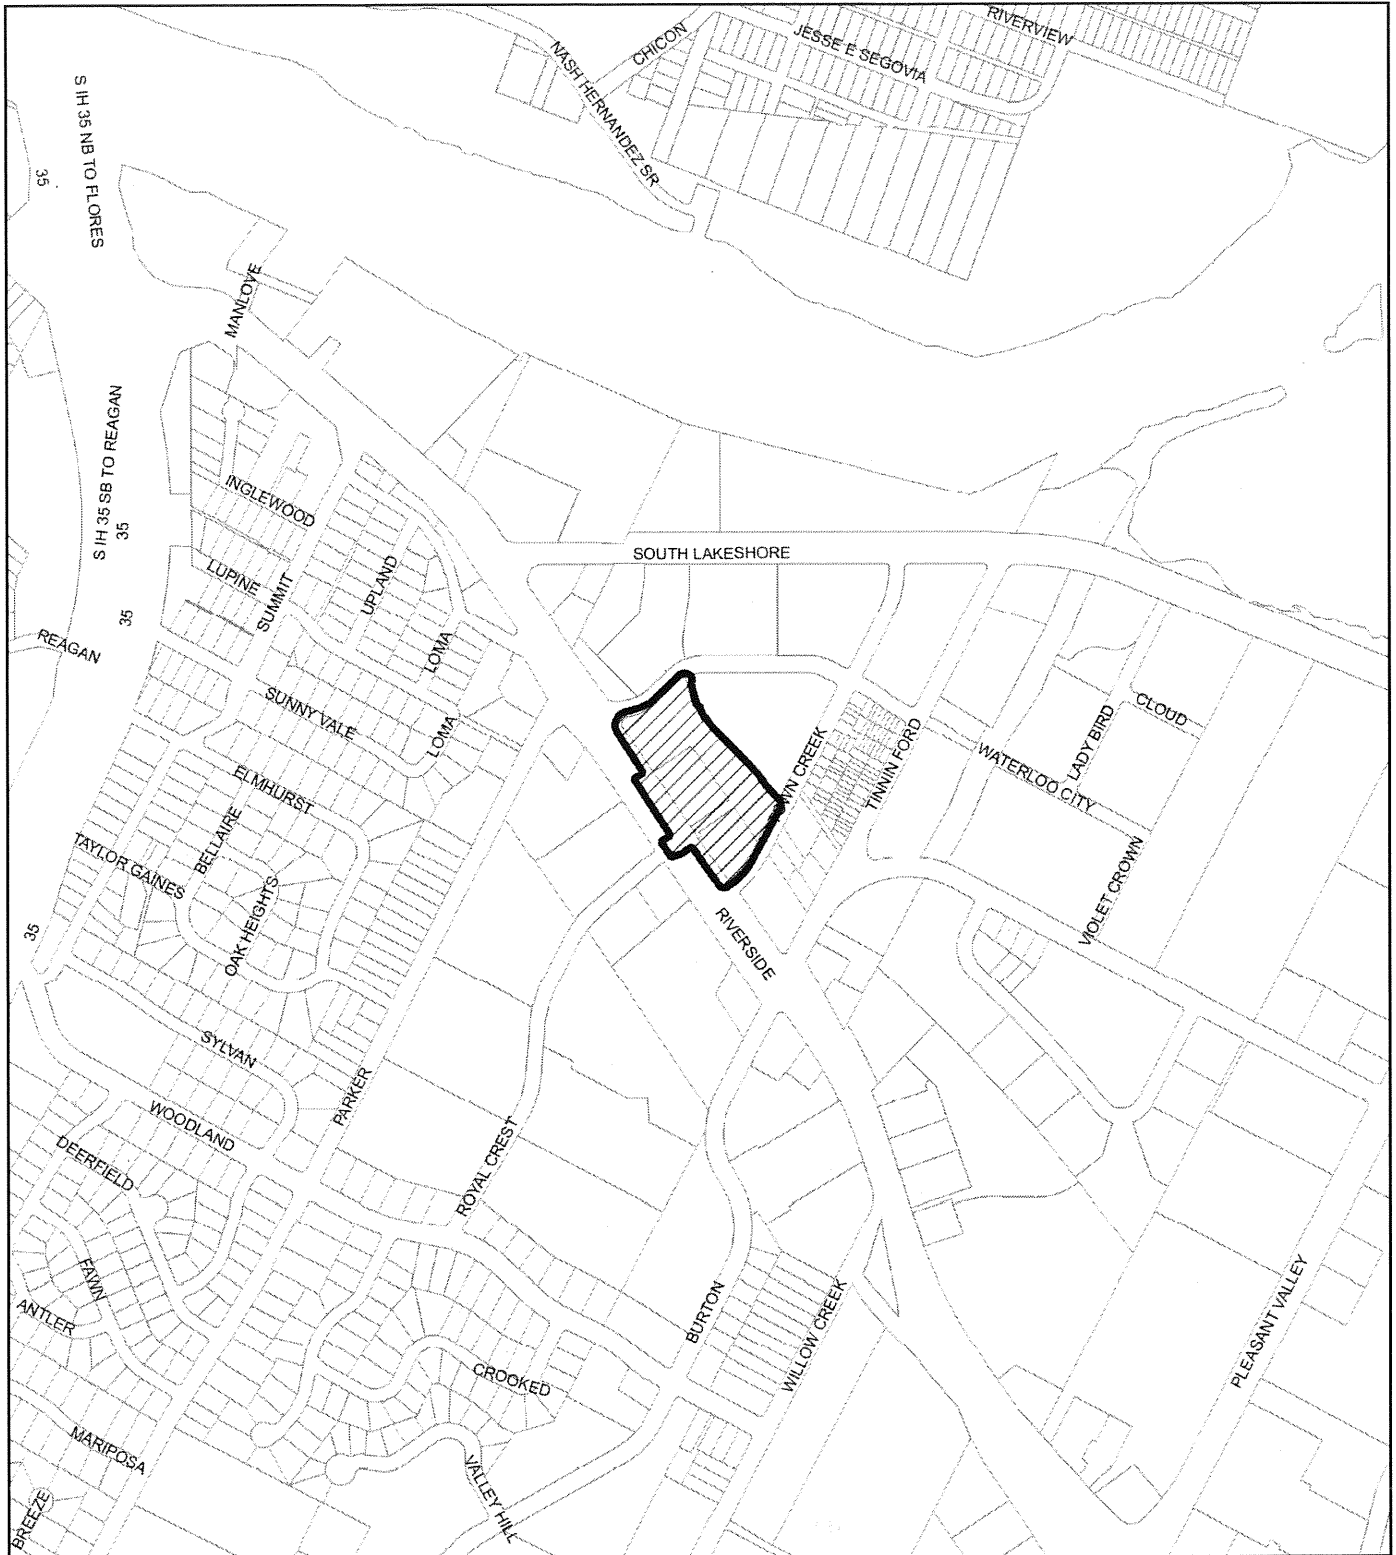 RIVERVIEW
CHICON
JESSE E SEGOVIA
NASH HERNANDEZ SR
S IH 35 NB TO FLORES
35
MANLOVE
S IH 35 SB TO REAGAN
35
INGLEWOOD
SOUTH LAKESHORE
LUPINE
UPLAND
SUMMIT
35
REAGAN
LOMA
SUNNY VALE
LOMA
CLOUD
LADY BIRD
WN CREEK
TINNIN FORD
WATERLOO CITY
ELMHURST
BELLAIRE
TAYLOR GAINES
OAK HEIGHTS
VIOLET CROWN
35
RIVERSIDE
SYLVAN
PARKER
WOODLAND
DEERFIELD
ROYAL CREST
FAWN
ANTLER
BURTON
WILLOW CREEK
PLEASANT VALLEY
CROOKED
MARIPOSA
VALLEY HILL
BREEZE